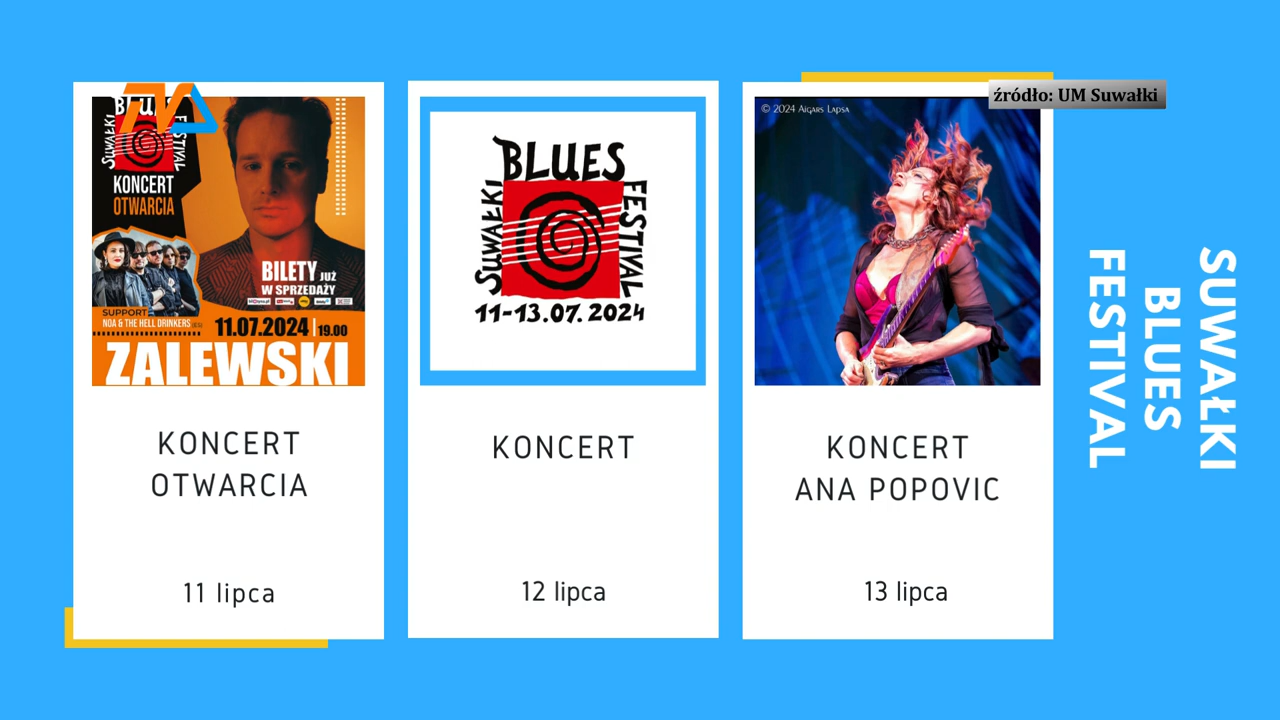 BLUES
SUWAŁKI
FESTIVAL
KONCERT
OTWARCIA
BILETY JUŻ
W SPRZEDAŻY
SUPPORT
NOA & THE HELL DRINKERS
11.07.2024 | 19.00
ZALEWSKI
KONCERT
OTWARCIA
11 lipca
BLUES
SUWAŁKI
FESTIVAL
11-13.07.2024
KONCERT
12 lipca
© 2024 Aigars Lapsa
KONCERT
ANA POPOVIC
13 lipca
źródło: UM Suwałki
SUWAŁKI
BLUES
FESTIVAL